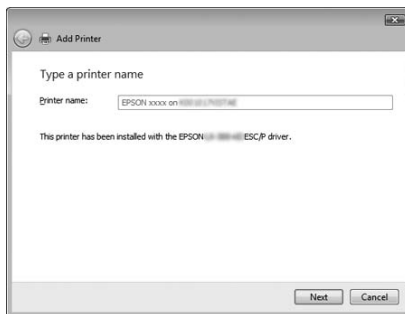 Add Printer
Type a printer name
Printer name:
EPSON xxxx on
This printer has been installed with the EPSON ESC/P driver.
Next
Cancel